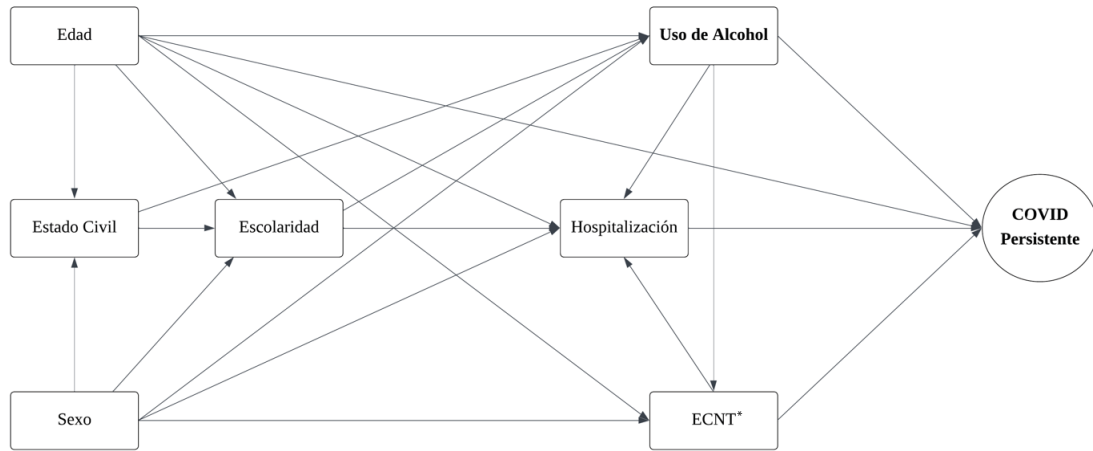 Edad
Uso de Alcohol
Estado Civil
Escolaridad
Hospitalización
COVID
Persistente
Sexo
ECNT*